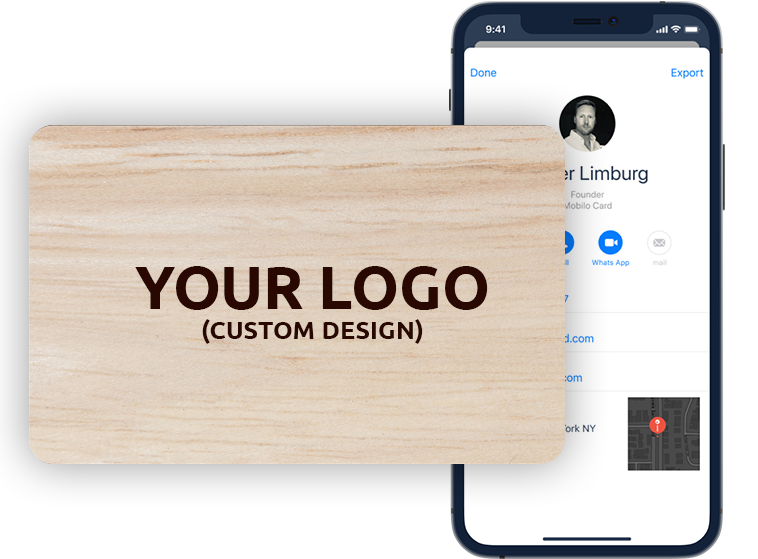 9:41
Done
Export
er Limburg
Founder
Mobilo Card
Whats App
mail
7
d.com
.com
York NY
YOUR LOGO
(CUSTOM DESIGN)